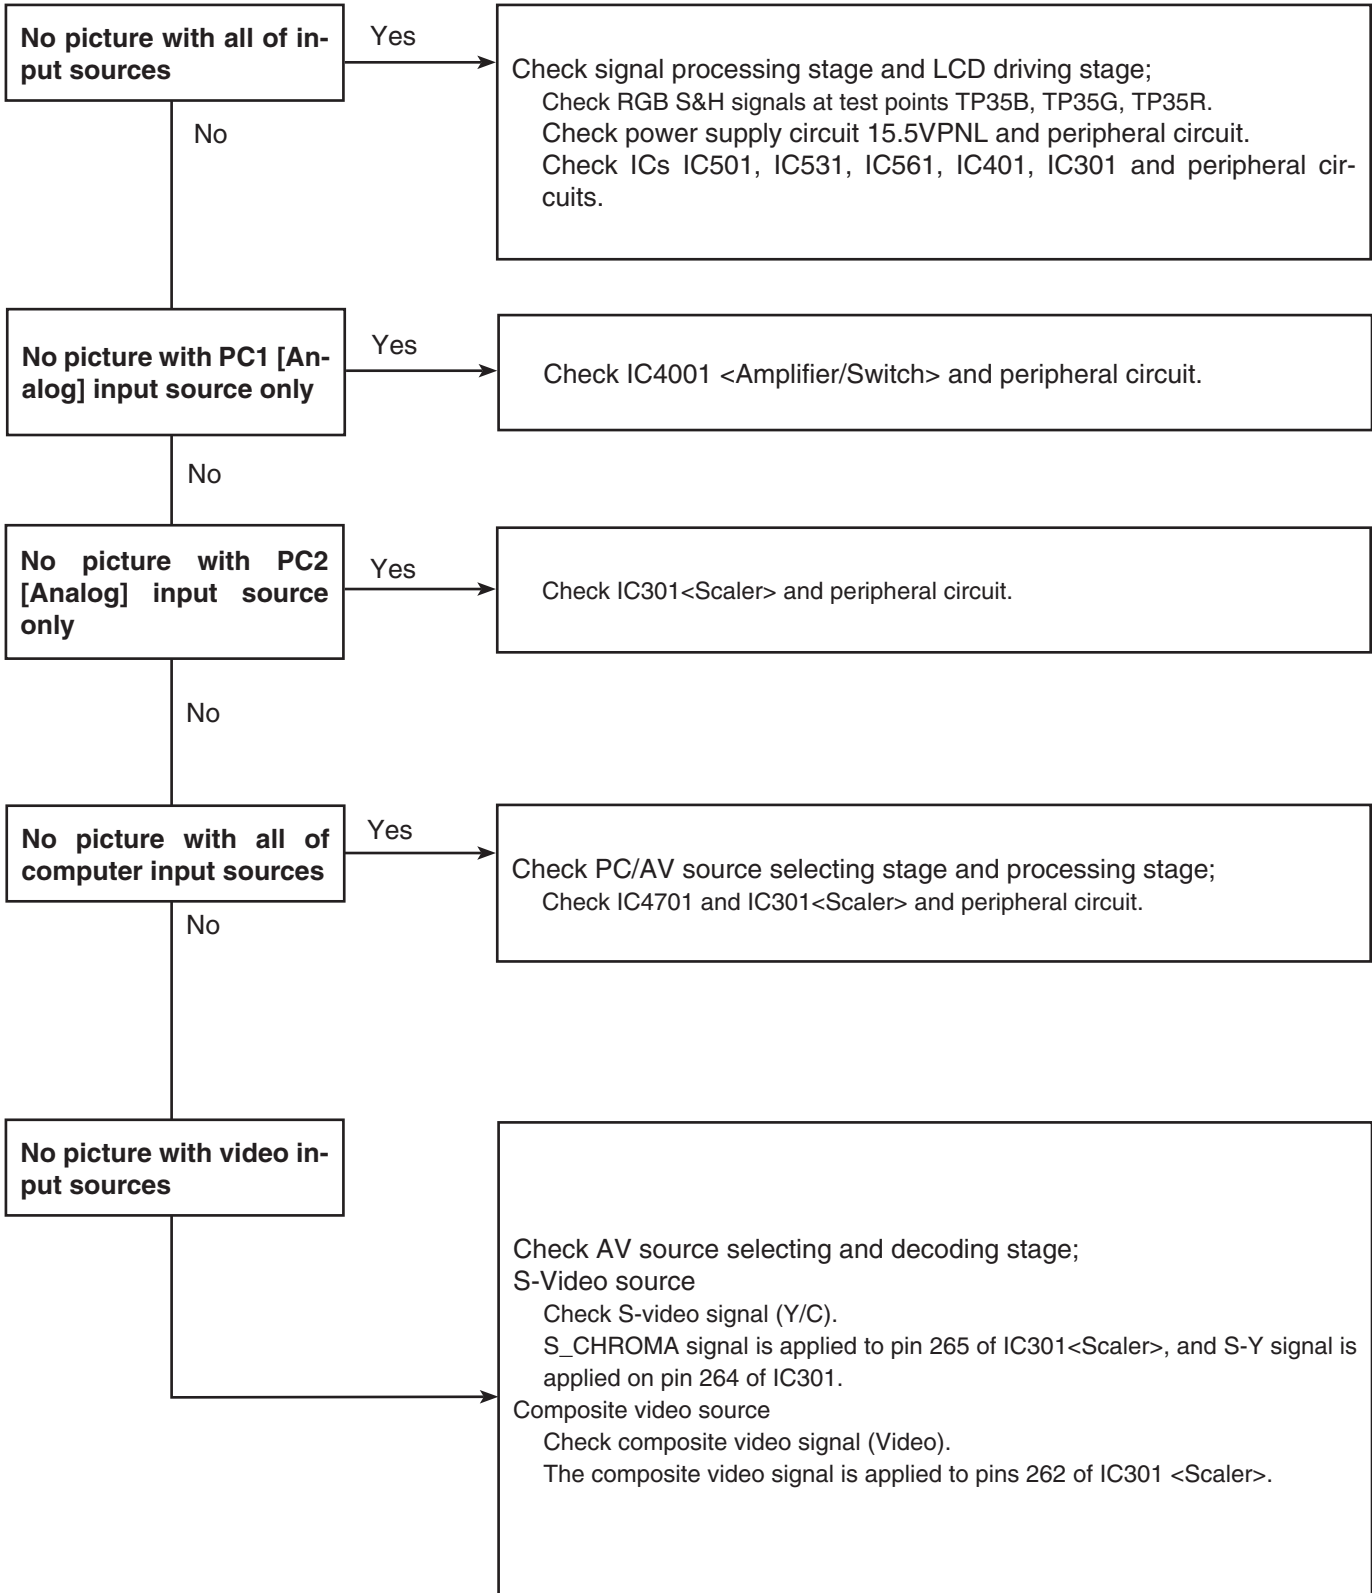 No picture with all of in-
put sources
Yes
No
Check signal processing stage and LCD driving stage;
Check RGB S&H signals at test points TP35B, TP35G, TP35R.
Check power supply circuit 15.5VPNL and peripheral circuit.
Check ICs IC501, IC531, IC561, IC401, IC301 and peripheral cir-
cuits.
No picture with PC1 [An-
alog] input source only
Yes
No
Check IC4001 <Amplifier/Switch> and peripheral circuit.
No picture with PC2
[Analog] input source
only
Yes
No
Check IC301<Scaler> and peripheral circuit.
No picture with all of
computer input sources
Yes
No
Check PC/AV source selecting stage and processing stage;
Check IC4701 and IC301<Scaler> and peripheral circuit.
No picture with video in-
put sources
Check AV source selecting and decoding stage;
S-Video source
Check S-video signal (Y/C).
S_CHROMA signal is applied to pin 265 of IC301<Scaler>, and S-Y signal is
applied on pin 264 of IC301.
Composite video source
Check composite video signal (Video).
The composite video signal is applied to pins 262 of IC301 <Scaler>.